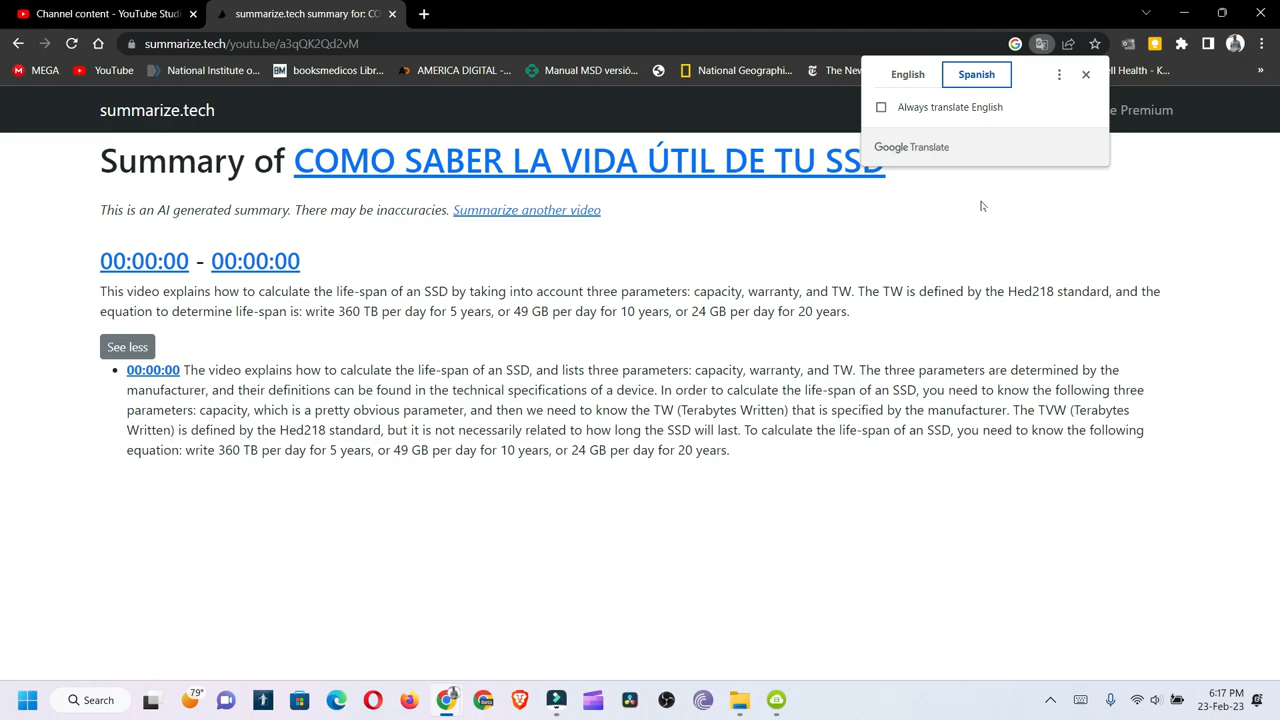 Channel content - YouTube Studi
summarize.tech summary for: CO
summarize.tech/youtu.be/a3qQK2Qd2vM
MEGA
YouTube
National Institute o...
BM booksmedicos Libr...
AMERICA DIGITAL -...
Manual MSD versió...
National Geographi...
The New
ell Health - K...
»
English
Spanish
Always translate English
Google Translate
summarize.tech
e Premium
Summary of COMO SABER LA VIDA ÚTIL DE TU SSD
This is an AI generated summary. There may be inaccuracies. Summarize another video
00:00:00 - 00:00:00
This video explains how to calculate the life-span of an SSD by taking into account three parameters: capacity, warranty, and TW. The TW is defined by the Hed218 standard, and the
equation to determine life-span is: write 360 TB per day for 5 years, or 49 GB per day for 10 years, or 24 GB per day for 20 years.
See less
• 00:00:00 The video explains how to calculate the life-span of an SSD, and lists three parameters: capacity, warranty, and TW. The three parameters are determined by the
manufacturer, and their definitions can be found in the technical specifications of a device. In order to calculate the life-span of an SSD, you need to know the following three
parameters: capacity, which is a pretty obvious parameter, and then we need to know the TW (Terabytes Written) that is specified by the manufacturer. The TVW (Terabytes
Written) is defined by the Hed218 standard, but it is not necessarily related to how long the SSD will last. To calculate the life-span of an SSD, you need to know the following
equation: write 360 TB per day for 5 years, or 49 GB per day for 10 years, or 24 GB per day for 20 years.
Search
79°
Beta
6:17 PM
23-Feb-23